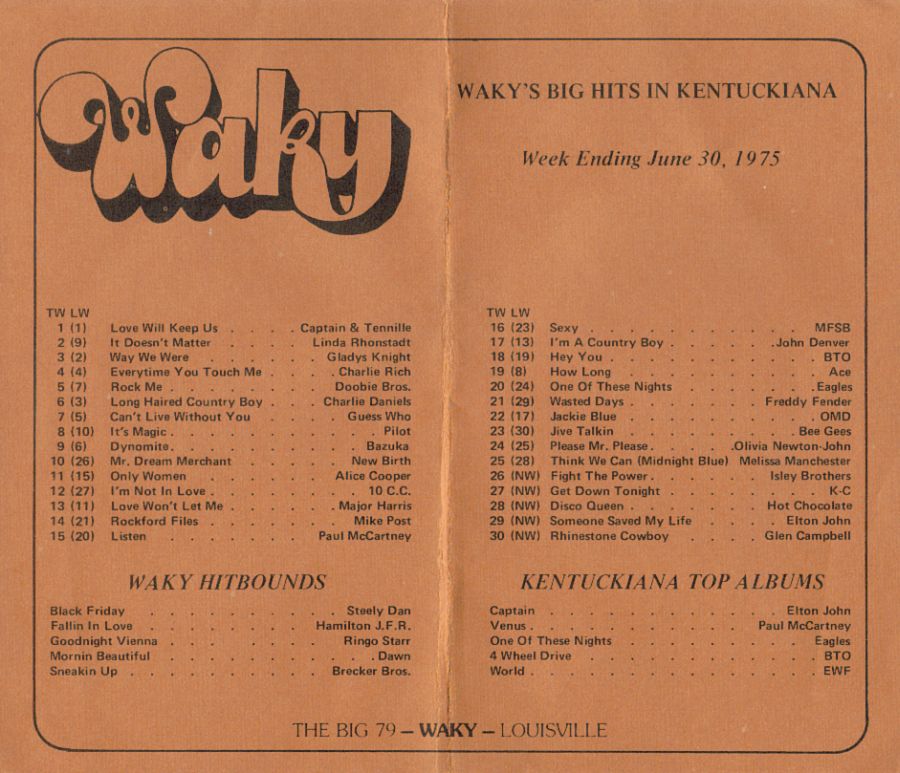 Waky
WAKY'S BIG HITS IN KENTUCKIANA
Week Ending June 30, 1975
TW LW
1 (1) Love Will Keep Us . . . . Captain & Tennille
2 (9) It Doesn't Matter . . . . . Linda Rhonstadt
3 (2) Way We Were . . . . . . Gladys Knight
4 (4) Everytime You Touch Me . . . . Charlie Rich
5 (7) Rock Me . . . . . . . . Doobie Bros.
6 (3) Long Haired Country Boy . . . Charlie Daniels
7 (5) Can't Live Without You . . . . . Guess Who
8 (10) It's Magic . . . . . . . . . . . Pilot
9 (6) Dynomite . . . . . . . . . . Bazuka
10 (26) Mr. Dream Merchant . . . . . New Birth
11 (15) Only Women . . . . . . . Alice Cooper
12 (27) I'm Not In Love . . . . . . . . 10 C.C.
13 (11) Love Won't Let Me . . . . . . Major Harris
14 (21) Rockford Files . . . . . . . Mike Post
15 (20) Listen . . . . . . . . Paul McCartney
WAKY HITBOUNDS
Black Friday . . . . . . . . . . Steely Dan
Fallin In Love . . . . . . . . Hamilton J.F.R.
Goodnight Vienna . . . . . . . . . Ringo Starr
Mornin Beautiful . . . . . . . . . . . Dawn
Sneakin Up . . . . . . . . . . Brecker Bros.
TW LW
16 (23) Sexy . . . . . . . . . . . MFSB
17 (13) I'm A Country Boy . . . . . . John Denver
18 (19) Hey You . . . . . . . . . . BTO
19 (8) How Long . . . . . . . . . . Ace
20 (24) One Of These Nights . . . . . . . Eagles
21 (29) Wasted Days . . . . . . . Freddy Fender
22 (17) Jackie Blue . . . . . . . . . OMD
23 (30) Jive Talkin . . . . . . . . . Bee Gees
24 (25) Please Mr. Please . . . . . Olivia Newton-John
25 (28) Think We Can (Midnight Blue) Melissa Manchester
26 (NW) Fight The Power . . . . . . Isley Brothers
27 (NW) Get Down Tonight . . . . . . . . K-C
28 (NW) Disco Queen . . . . . . . Hot Chocolate
29 (NW) Someone Saved My Life . . . . Elton John
30 (NW) Rhinestone Cowboy . . . . Glen Campbell
KENTUCKIANA TOP ALBUMS
Captain . . . . . . . . . . . Elton John
Venus . . . . . . . . . . . Paul McCartney
One Of These Nights . . . . . . . . . Eagles
4 Wheel Drive . . . . . . . . . . . BTO
World . . . . . . . . . . . . . . EWF
THE BIG 79 – WAKY – LOUISVILLE